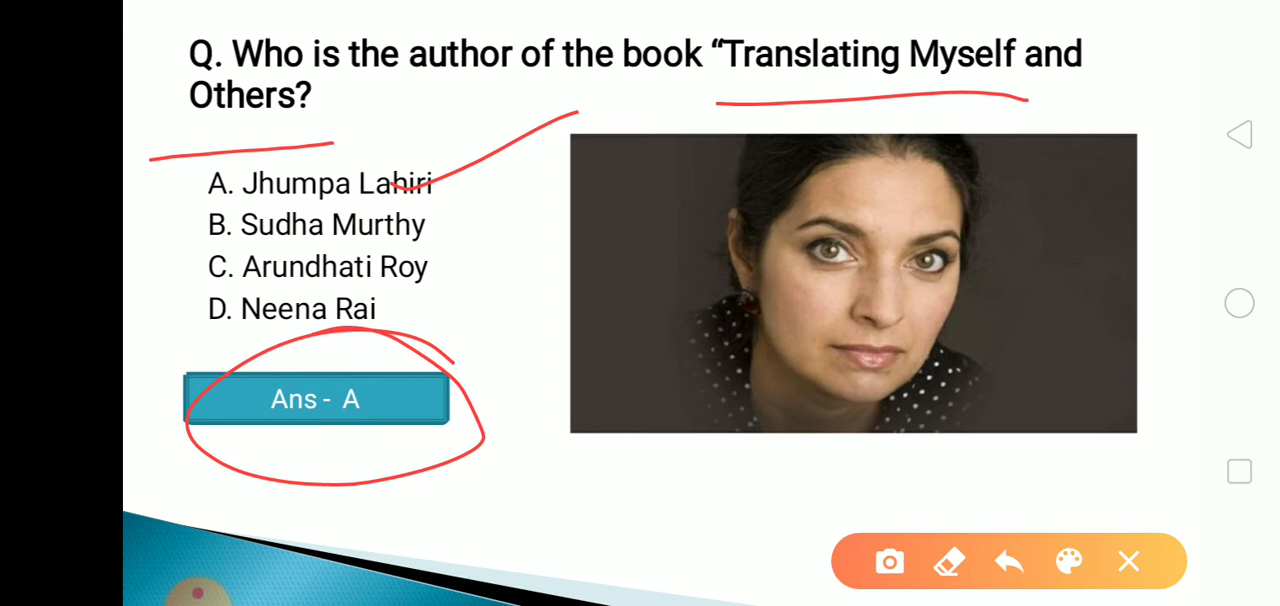 Q. Who is the author of the book “Translating Myself and
Others?
A. Jhumpa Lahiri
B. Sudha Murthy
C. Arundhati Roy
D. Neena Rai
Ans - A